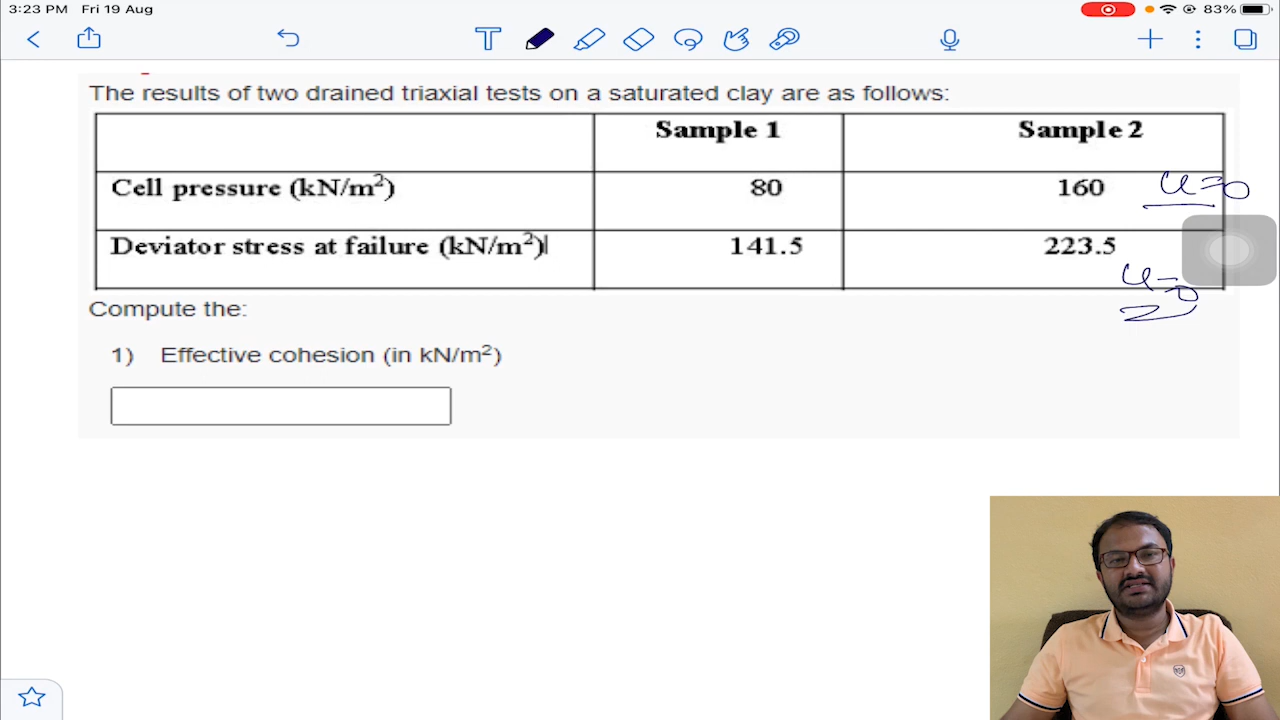 3:23 PM Fri 19 Aug
83%
The results of two drained triaxial tests on a saturated clay are as follows:
Sample 1 Sample 2
Cell pressure (kN/m²) 80 160 u=0
Deviator stress at failure (kN/m²) 141.5 223.5
u=0
Compute the:
1) Effective cohesion (in kN/m²)